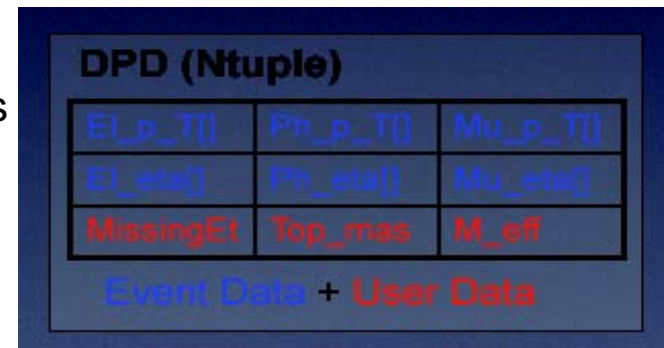 DPD (Ntuple)
s
El_p_T[] Ph_p_T[] Mu_p_T[]
El_eta[] Ph_eta[] Mu_eta[]
MissingEt Top_mas M_eff
Event Data + User Data